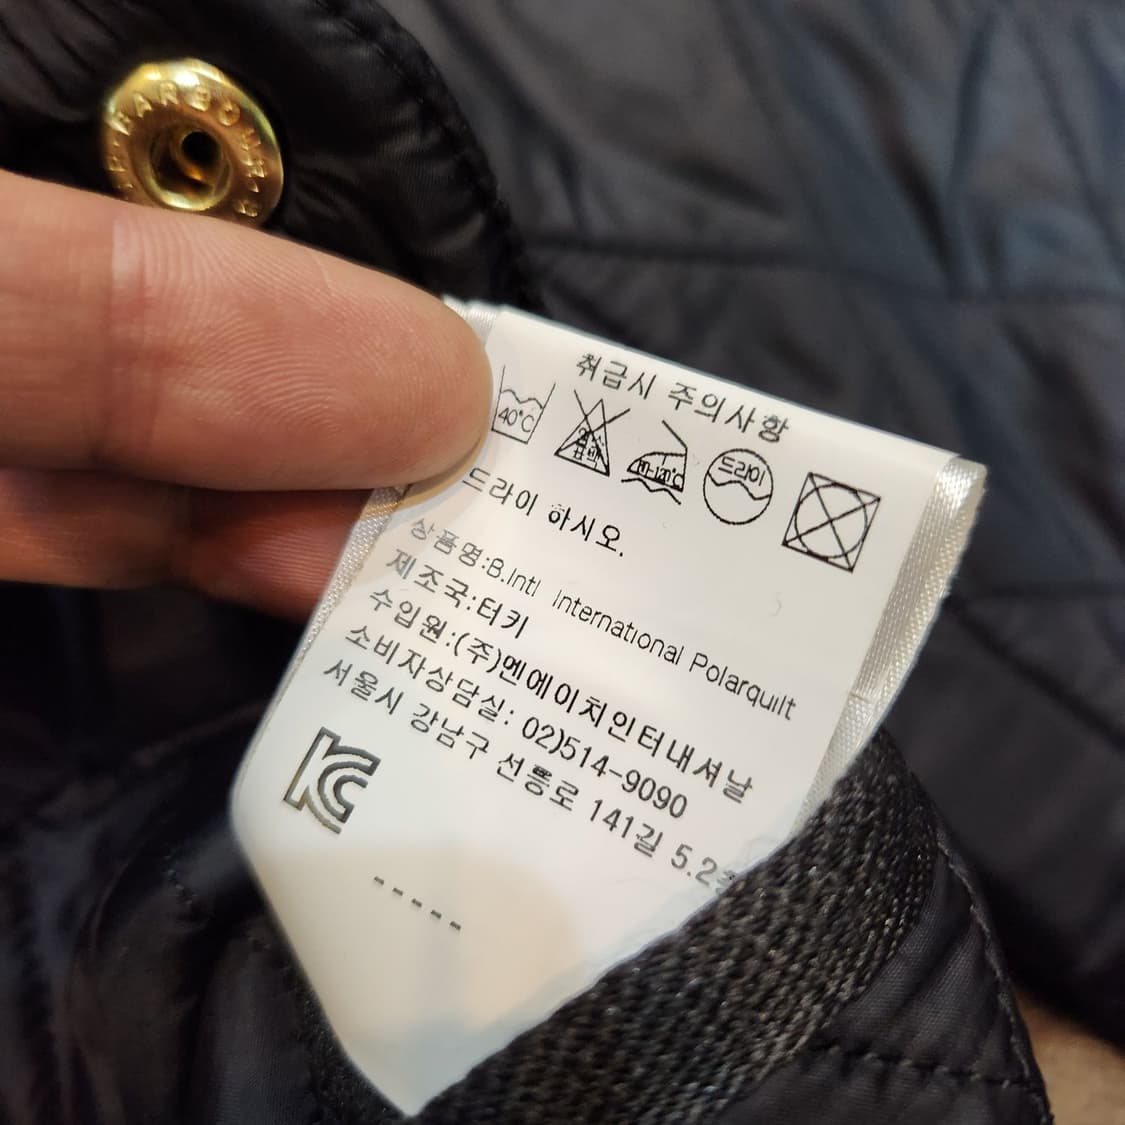 BARBOUR
취급시 주의사항
40°C
드라이
드라이 하시오.
상품명:B.Intl International Polarquilt
제조국:터키
수입원:(주)엔에이치인터내셔날
소비자상담실: 02)514-9090
서울시 강남구 선릉로 141길 5.2
KC
-----